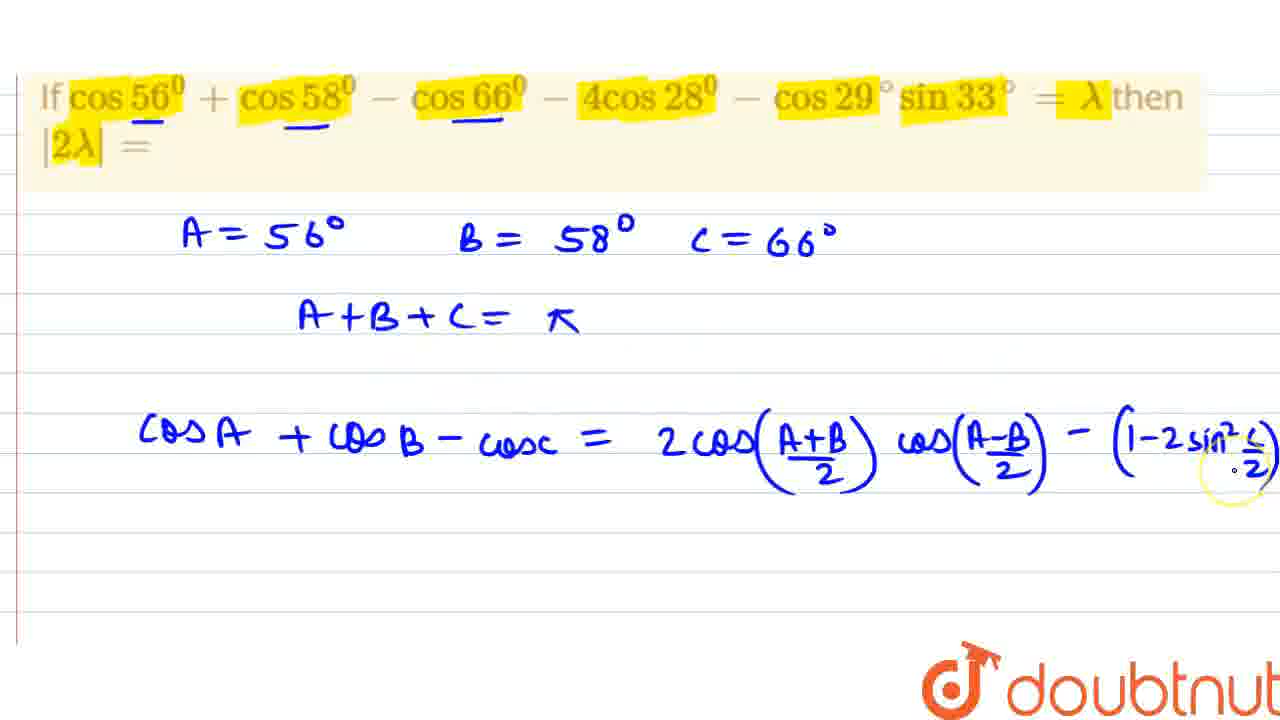 If cos 56⁰ + cos 58⁰ − cos 66⁰ − 4cos 28⁰ − cos 29° sin 33° = λ then
|2λ| =
A = 56° B = 58° C = 66°
A + B + C = π
cos A + cos B − cos C = 2 cos((A+B)/2) cos((A−B)/2) − (1 − 2 sin² C/2)
doubtnut